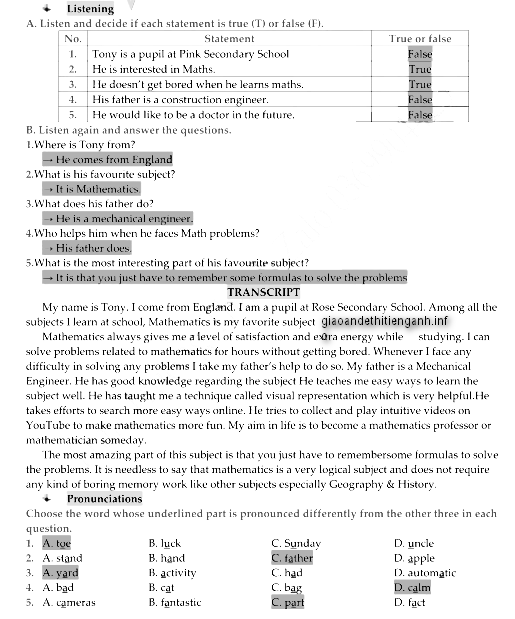 Listening
A. Listen and decide if each statement is true (T) or false (F).
No. Statement True or false
1. Tony is a pupil at Pink Secondary School False
2. He is interested in Maths. True
3. He doesn't get bored when he learns maths. True
4. His father is a construction engineer. False
5. He would like to be a doctor in the future. False
B. Listen again and answer the questions.
1.Where is Tony from?
→ He comes from England
2.What is his favourite subject?
→ It is Mathematics.
3.What does his father do?
→ He is a mechanical engineer.
4.Who helps him when he faces Math problems?
→ His father does.
5.What is the most interesting part of his favourite subject?
→ It is that you just have to remember some formulas to solve the problems
TRANSCRIPT
My name is Tony. I come from England. I am a pupil at Rose Secondary School. Among all the
subjects I learn at school, Mathematics is my favorite subject giaoandethitienganh.inf
Mathematics always gives me a level of satisfaction and extra energy while studying. I can
solve problems related to mathematics for hours without getting bored. Whenever I face any
difficulty in solving any problems I take my father's help to do so. My father is a Mechanical
Engineer. He has good knowledge regarding the subject He teaches me easy ways to learn the
subject well. He has taught me a technique called visual representation which is very helpful.He
takes efforts to search more easy ways online. He tries to collect and play intuitive videos on
YouTube to make mathematics more fun. My aim in life is to become a mathematics professor or
mathematician someday.
The most amazing part of this subject is that you just have to remembersome formulas to solve
the problems. It is needless to say that mathematics is a very logical subject and does not require
any kind of boring memory work like other subjects especially Geography & History.
Pronunciations
Choose the word whose underlined part is pronounced differently from the other three in each
question.
1. A. toe B. luck C. Sunday D. uncle
2. A. stand B. hand C. father D. apple
3. A. yard B. activity C. had D. automatic
4. A. bad B. cat C. bag D. calm
5. A. cameras B. fantastic C. part D. fact